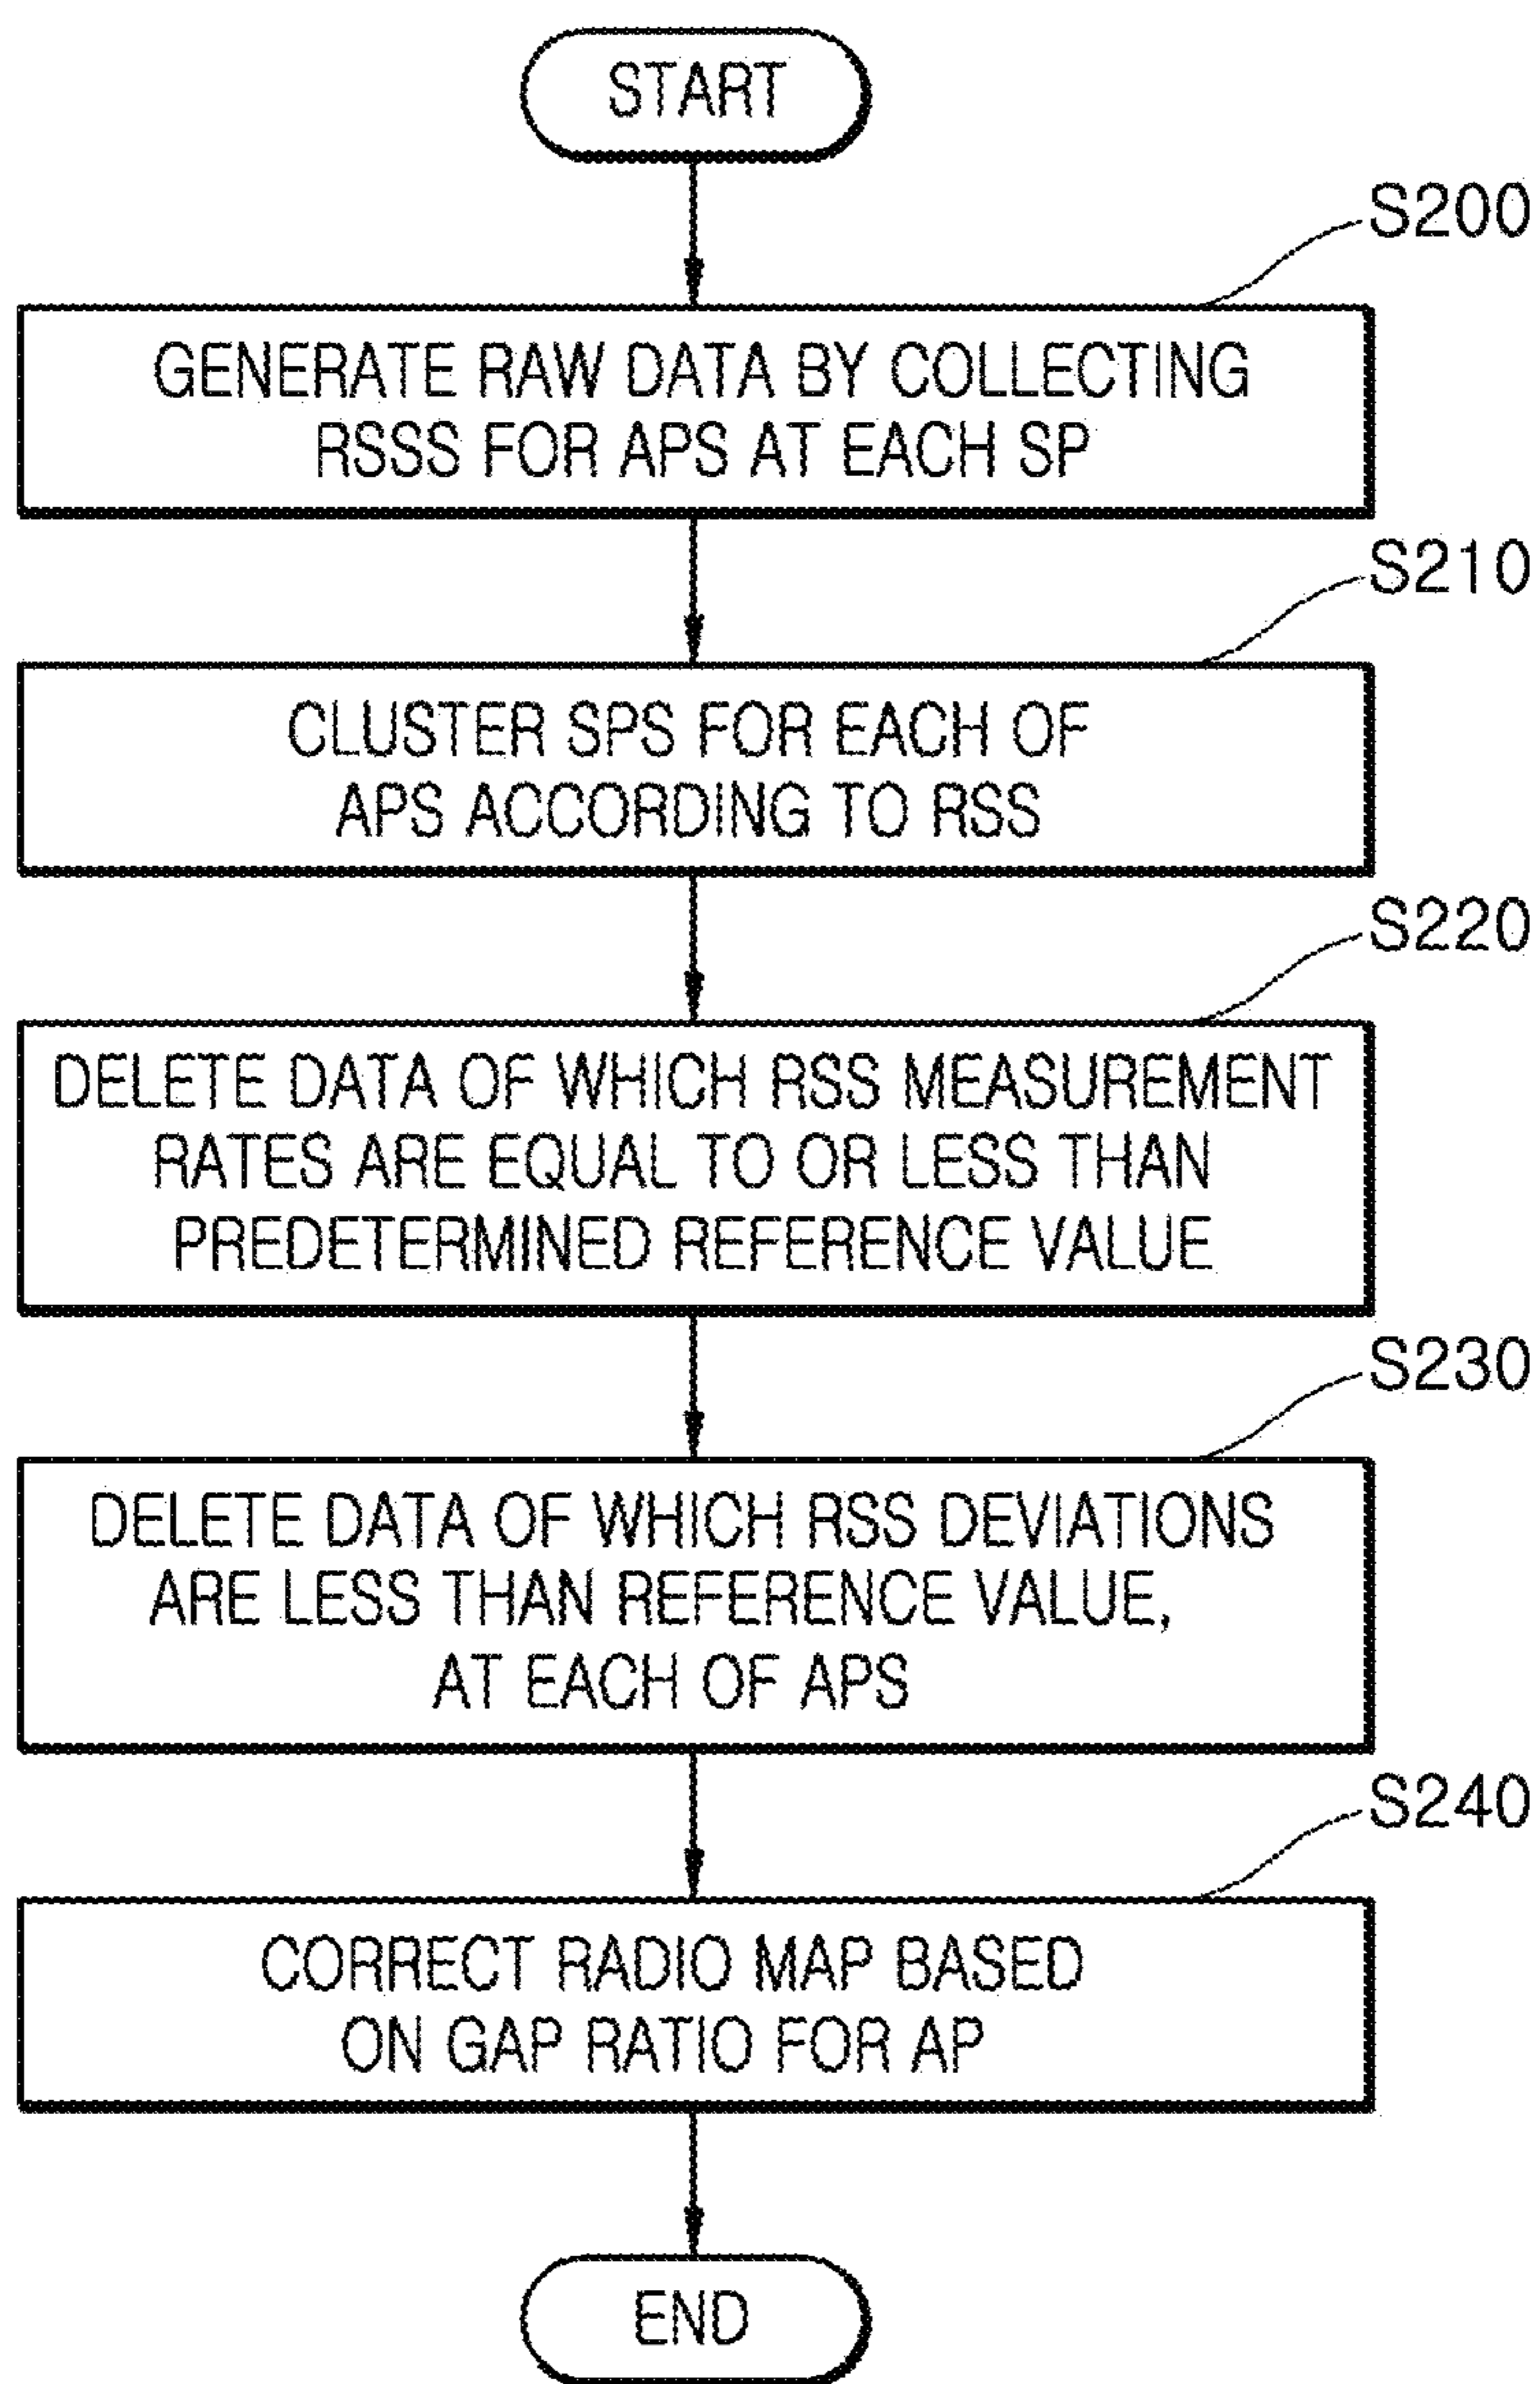 START
S200
GENERATE RAW DATA BY COLLECTING
RSSS FOR APS AT EACH SP
S210
CLUSTER SPS FOR EACH OF
APS ACCORDING TO RSS
S220
DELETE DATA OF WHICH RSS MEASUREMENT
RATES ARE EQUAL TO OR LESS THAN
PREDETERMINED REFERENCE VALUE
S230
DELETE DATA OF WHICH RSS DEVIATIONS
ARE LESS THAN REFERENCE VALUE,
AT EACH OF APS
S240
CORRECT RADIO MAP BASED
ON GAP RATIO FOR AP
END